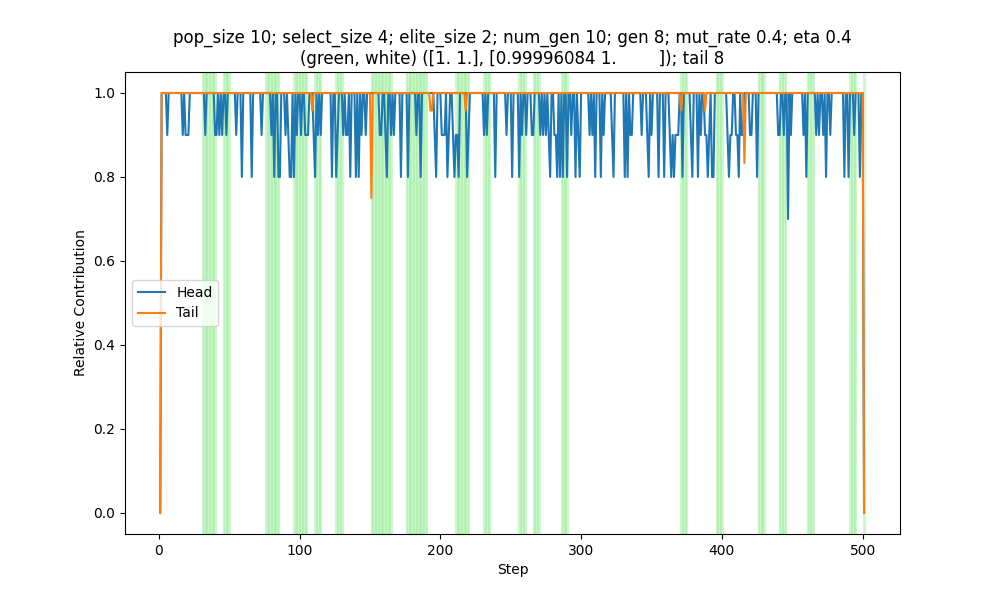 pop_size 10; select_size 4; elite_size 2; num_gen 10; gen 8; mut_rate 0.4; eta 0.4
(green, white) ([1. 1.], [0.99996084 1.         ]); tail 8
1.0
0.8
0.6
0.4
0.2
0.0
Relative Contribution
Head
Tail
0
100
200
300
400
500
Step